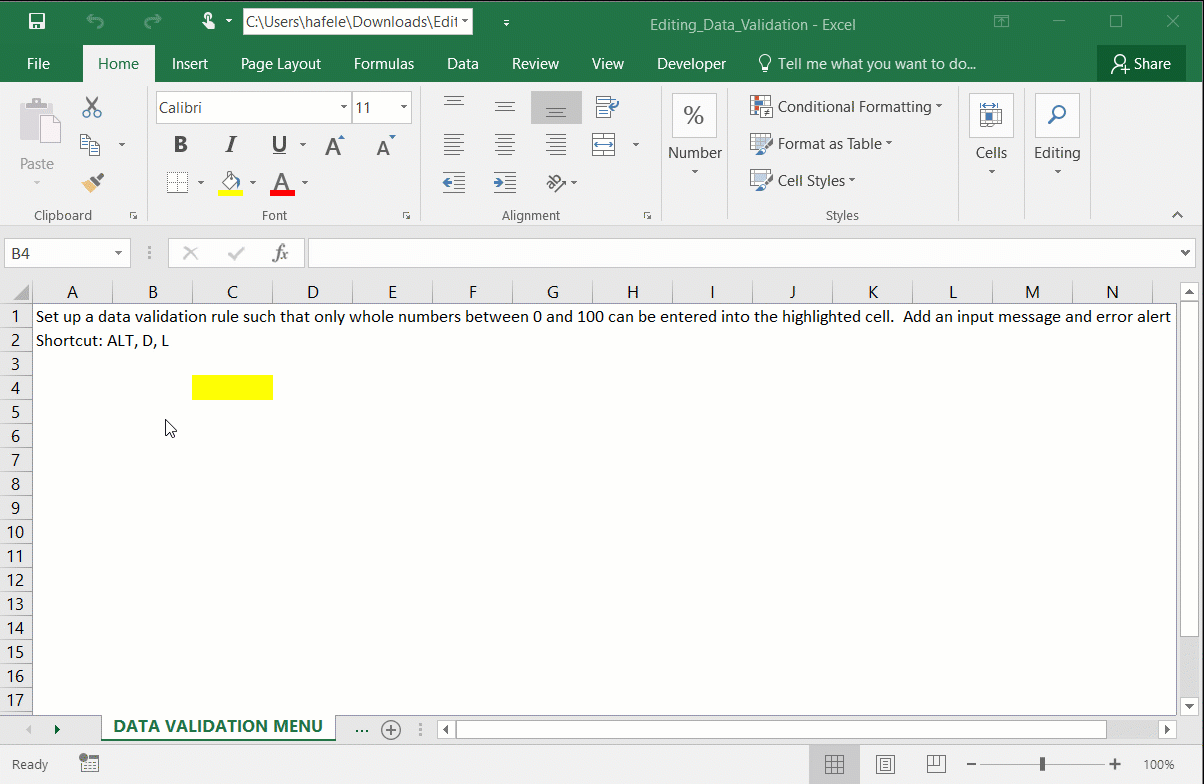 C:\Users\hafele\Downloads\Edit
Editing_Data_Validation - Excel
File Home Insert Page Layout Formulas Data Review View Developer Tell me what you want to do... Share
Calibri 11
Paste
B I U A A
A
%
Number
Conditional Formatting
Format as Table
Cell Styles
Cells
Editing
Clipboard Font Alignment Styles
B4 fx
A B C D E F G H I J K L M N
1 Set up a data validation rule such that only whole numbers between 0 and 100 can be entered into the highlighted cell.  Add an input message and error alert
2 Shortcut: ALT, D, L
3
4
5
6
7
8
9
10
11
12
13
14
15
16
17
DATA VALIDATION MENU ...
Ready 100%